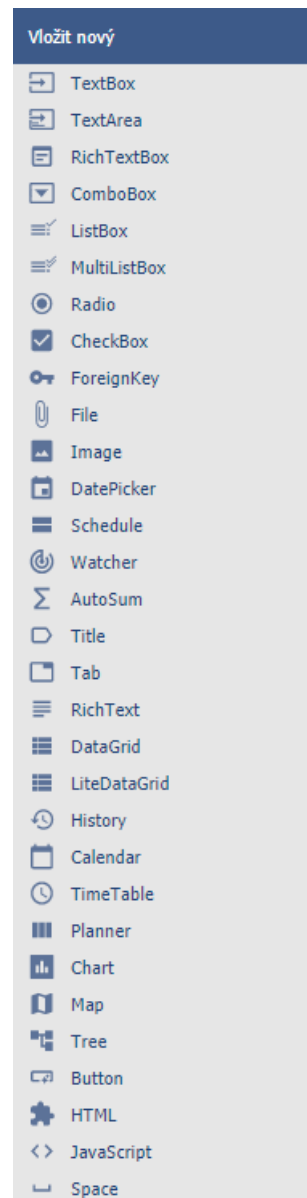 Vložit nový
TextBox
TextArea
RichTextBox
ComboBox
ListBox
MultiListBox
Radio
CheckBox
ForeignKey
File
Image
DatePicker
Schedule
Watcher
AutoSum
Title
Tab
RichText
DataGrid
LiteDataGrid
History
Calendar
TimeTable
Planner
Chart
Map
Tree
Button
HTML
JavaScript
Space